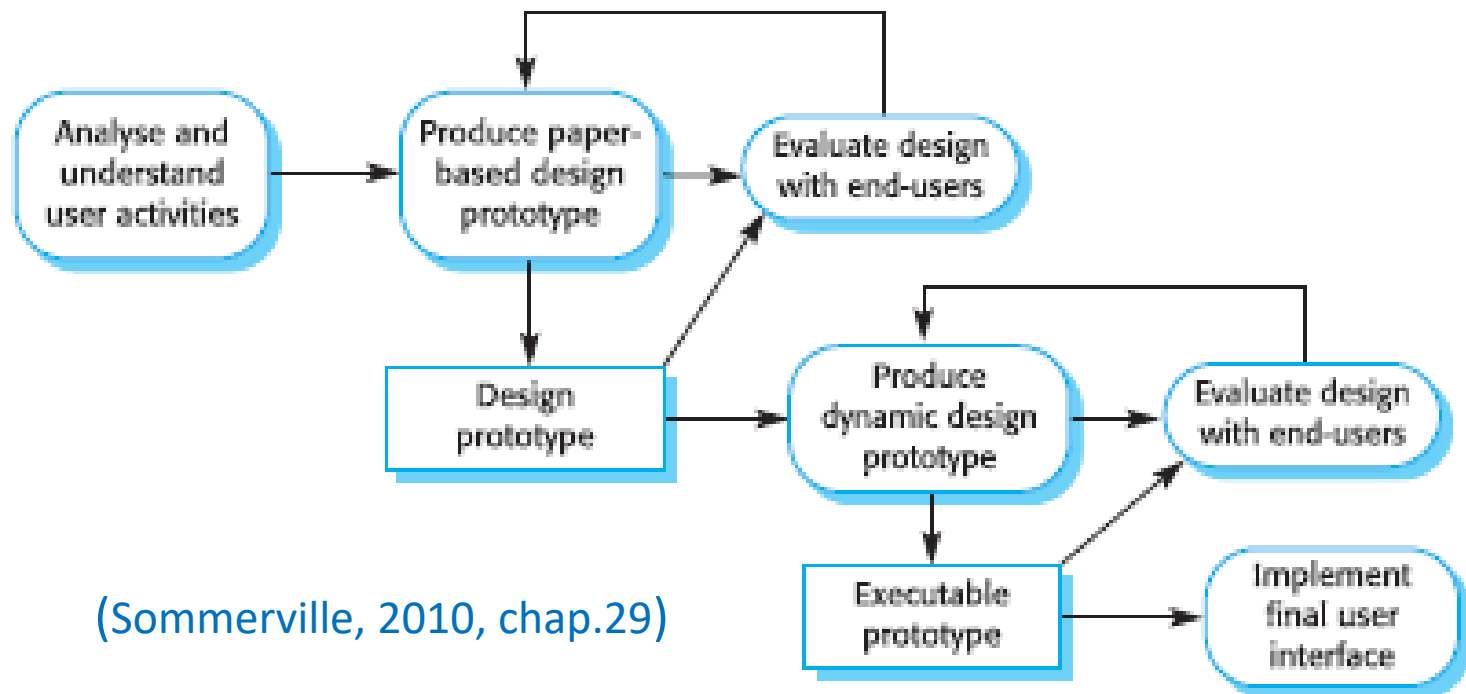 Analyse and
understand
user activities
Produce paper-
based design
prototype
Evaluate design
with end-users
Design
prototype
Produce
dynamic design
prototype
Evaluate design
with end-users
Executable
prototype
Implement
final user
interface
(Sommerville, 2010, chap.29)